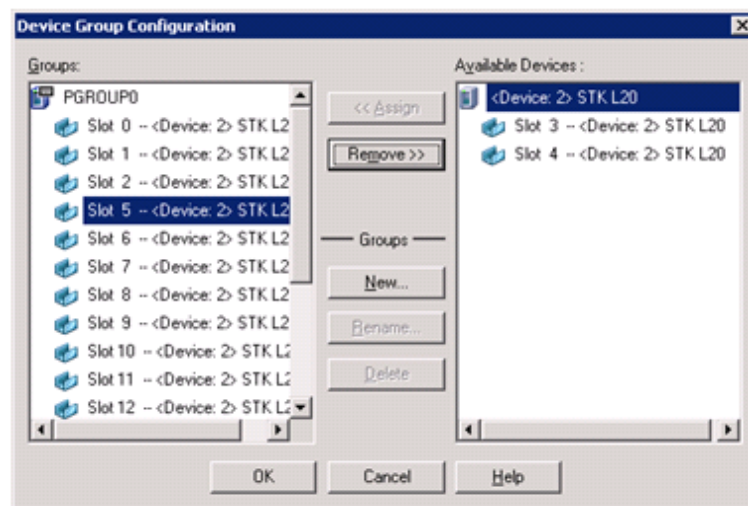 Device Group Configuration
Groups:
PGROUP0
Slot 0 -- <Device: 2> STK L2
Slot 1 -- <Device: 2> STK L2
Slot 2 -- <Device: 2> STK L2
Slot 5 -- <Device: 2> STK L2
Slot 6 -- <Device: 2> STK L2
Slot 7 -- <Device: 2> STK L2
Slot 8 -- <Device: 2> STK L2
Slot 9 -- <Device: 2> STK L2
Slot 10 -- <Device: 2> STK L2
Slot 11 -- <Device: 2> STK L2
Slot 12 -- <Device: 2> STK L2
<< Assign
Remove >>
Groups
New...
Rename...
Delete
Available Devices :
<Device: 2> STK L20
Slot 3 -- <Device: 2> STK L20
Slot 4 -- <Device: 2> STK L20
OK
Cancel
Help